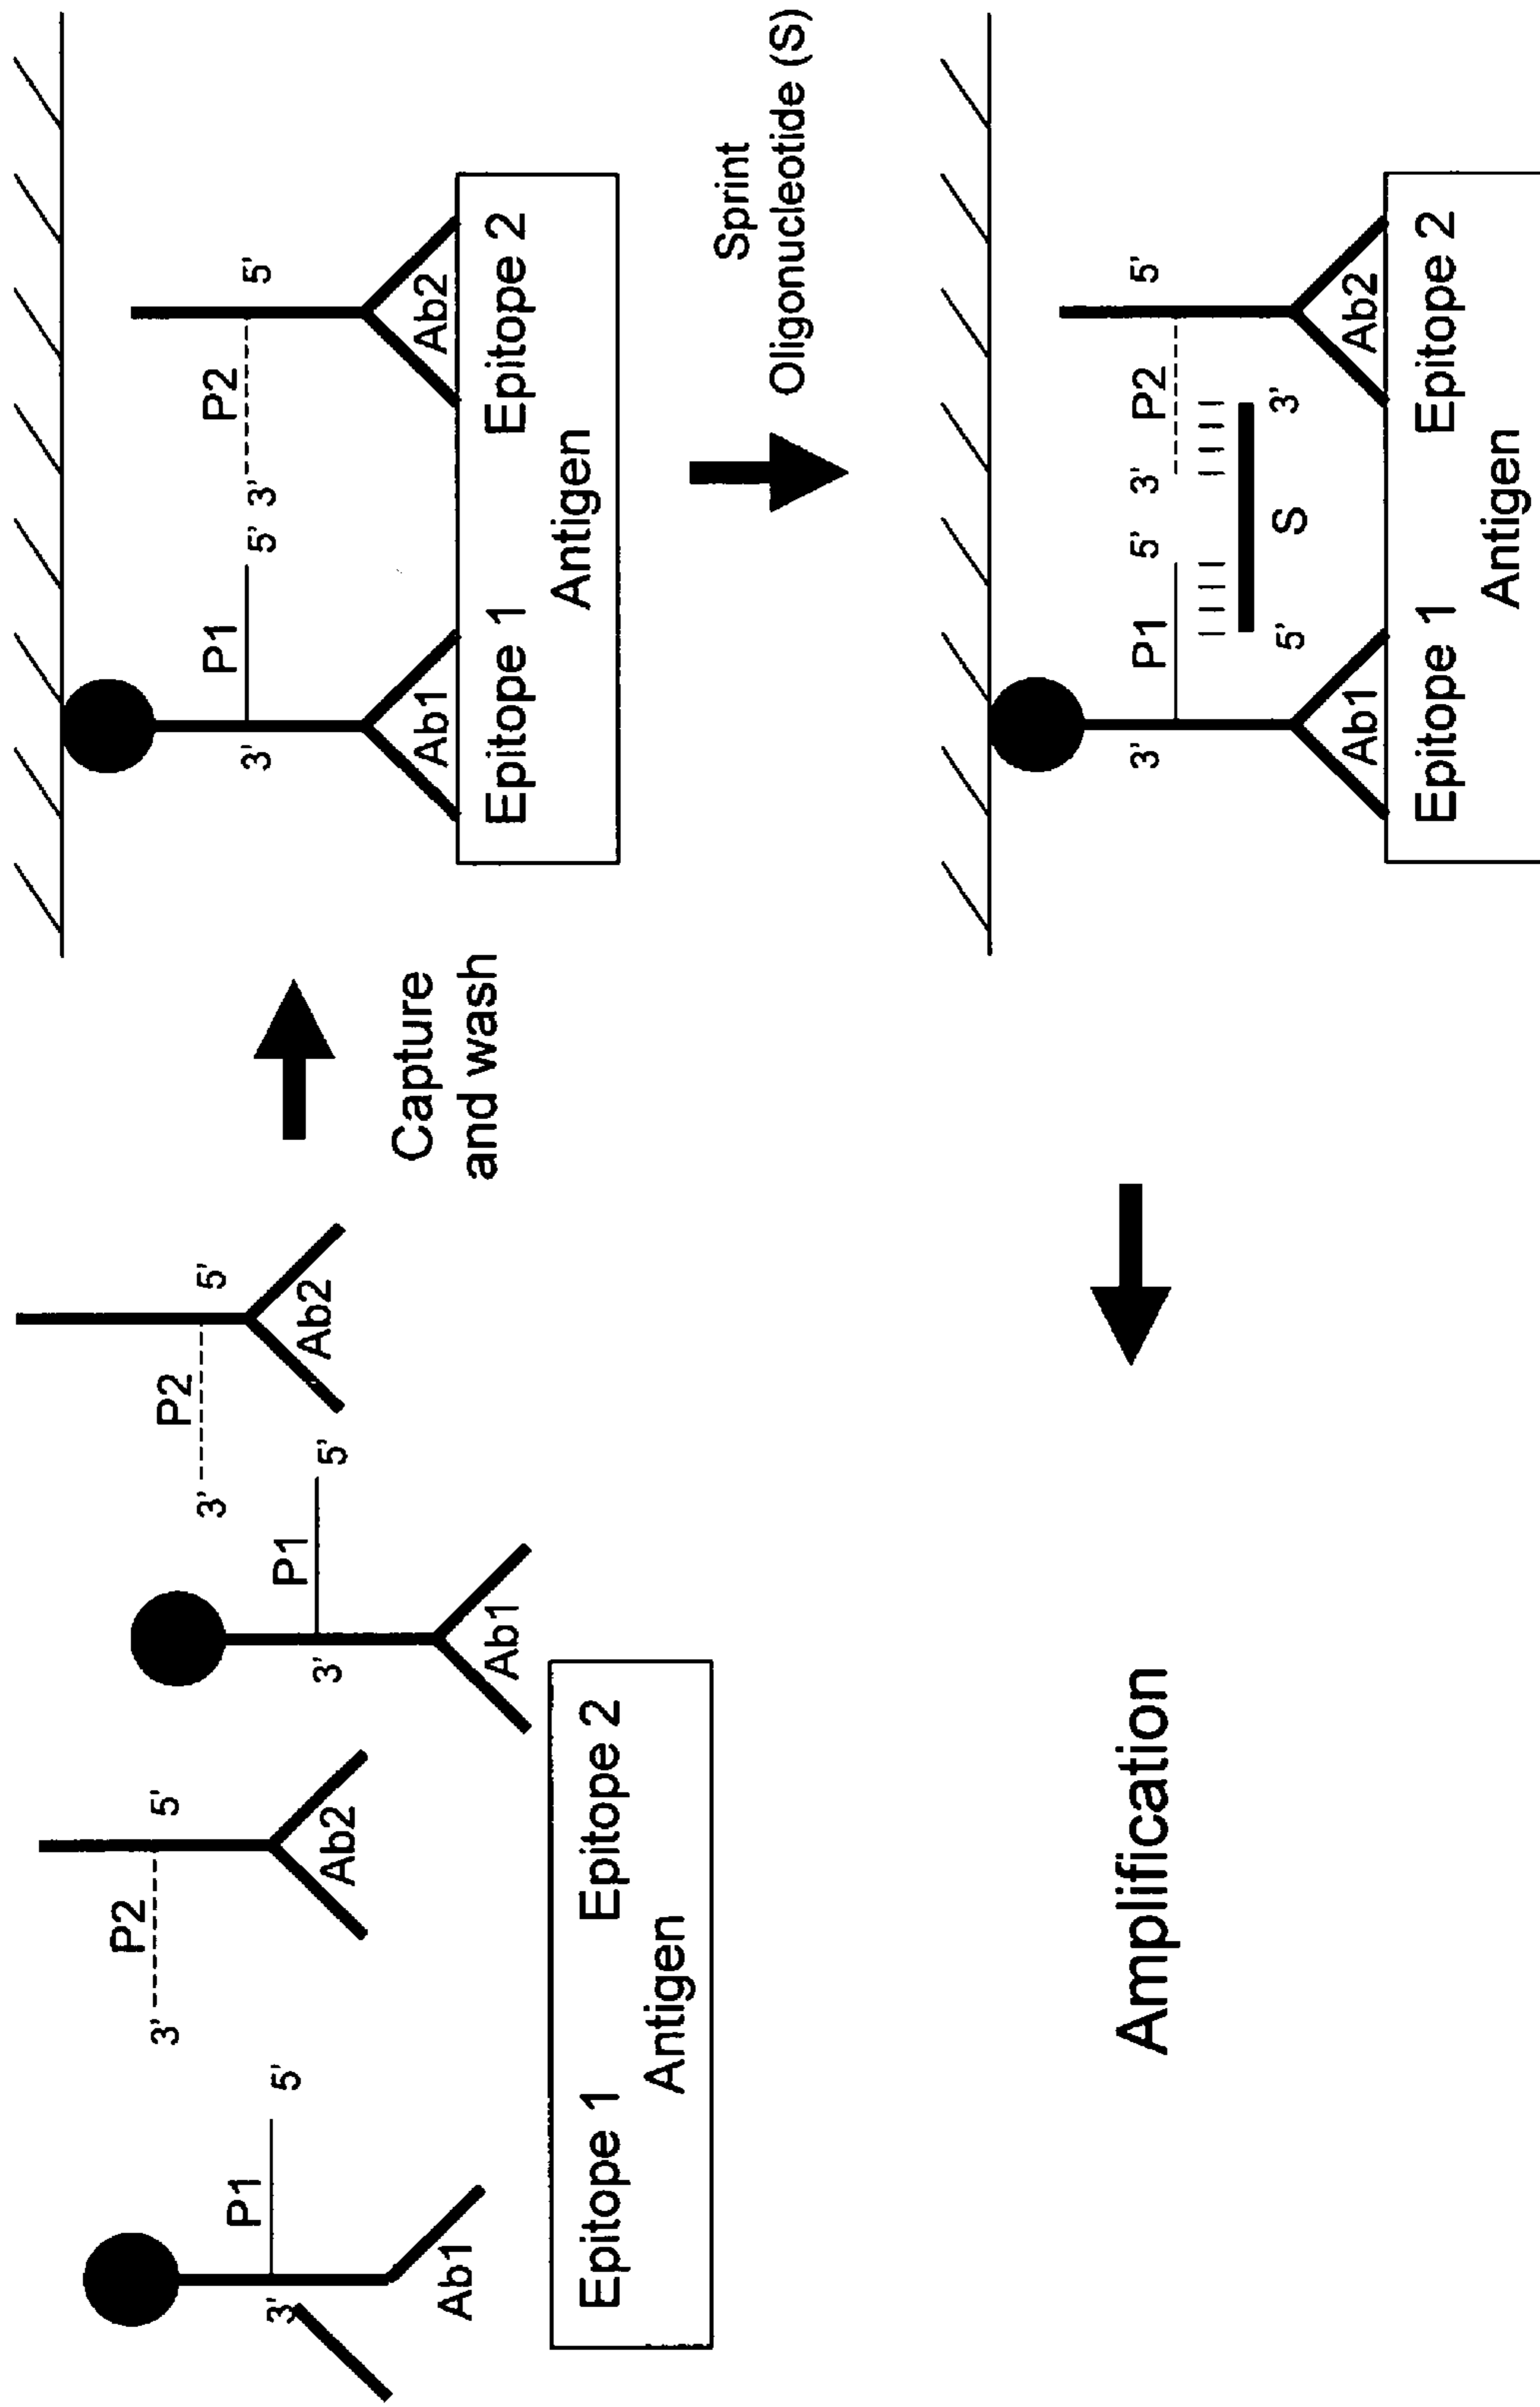 P1
3'
5'
Ab1
P2
3'
5'
Ab2
P1
3'
5'
Ab1
P2
3'
5'
Ab2
Epitope 1
Epitope 2
Antigen
Capture
and wash
P1
P2
3'
5'
3'
5'
Ab1
Ab2
Epitope 1
Epitope 2
Antigen
Sprint
Oligonucleotide (S)
P1
P2
3'
5'
3'
5'
5'
S
3'
Ab1
Ab2
Epitope 1
Epitope 2
Antigen
Amplification